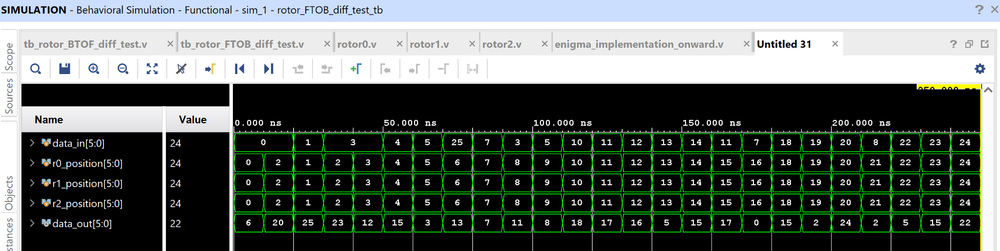 SIMULATION - Behavioral Simulation - Functional - sim_1 - rotor_FTOB_diff_test_tb ? ×
Scope
Sources
Objects
stances
tb_rotor_BTOF_diff_test.v × tb_rotor_FTOB_diff_test.v × rotor0.v × rotor1.v × rotor2.v × enigma_implementation_onward.v × Untitled 31 × ?
Name Value
0.000 ns 50.000 ns 100.000 ns 150.000 ns 200.000 ns
data_in[5:0] 24 0 1 3 4 5 25 7 3 5 10 11 12 13 14 11 7 18 19 20 8 22 23 24
r0_position[5:0] 24 0 2 1 2 3 4 5 6 7 8 9 10 11 12 13 14 15 16 18 19 20 21 22 23 24
r1_position[5:0] 24 0 2 1 2 3 4 5 6 7 8 9 10 11 12 13 14 15 16 18 19 20 21 22 23 24
r2_position[5:0] 24 0 2 1 2 3 4 5 6 7 8 9 10 11 12 13 14 15 16 18 19 20 21 22 23 24
data_out[5:0] 22 6 20 25 23 12 15 3 13 7 11 8 18 17 16 5 15 17 0 15 2 24 2 5 15 22